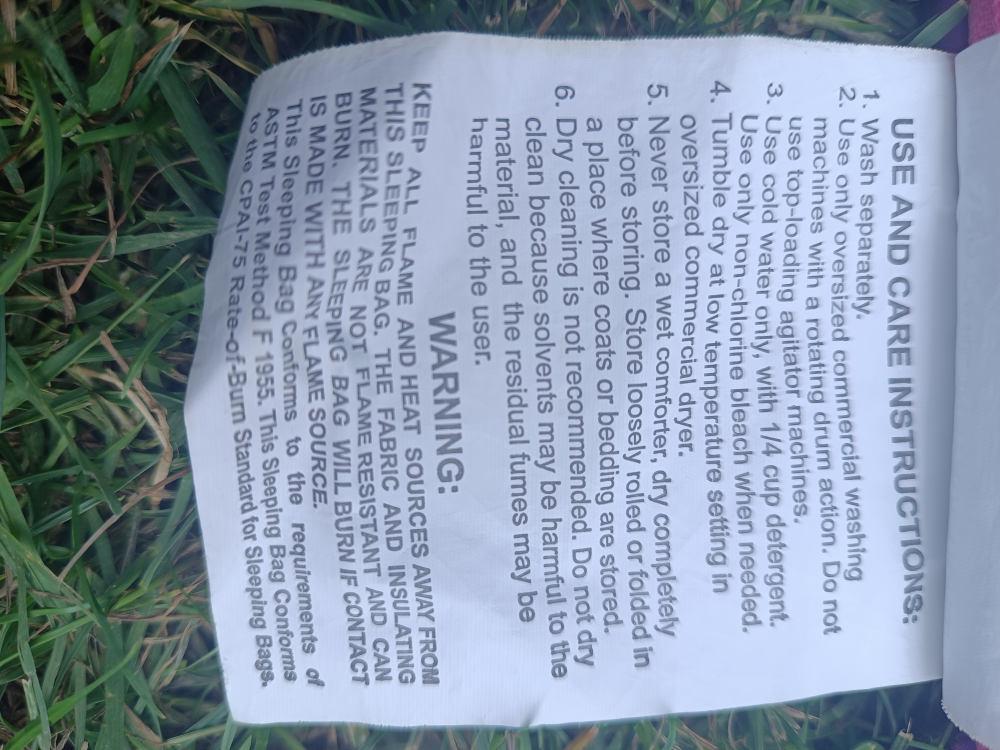 USE AND CARE INSTRUCTIONS:
1. Wash separately.
2. Use only oversized commercial washing
machines with a rotating drum action. Do not
use top-loading agitator machines.
3. Use cold water only, with 1/4 cup detergent.
Use only non-chlorine bleach when needed.
4. Tumble dry at low temperature setting in
oversized commercial dryer.
5. Never store a wet comforter, dry completely
before storing. Store loosely rolled or folded in
a place where coats or bedding are stored.
6. Dry cleaning is not recommended. Do not dry
clean because solvents may be harmful to the
material, and the residual fumes may be
harmful to the user.
WARNING:
KEEP ALL FLAME AND HEAT SOURCES AWAY FROM
THIS SLEEPING BAG. THE FABRIC AND INSULATING
MATERIALS ARE NOT FLAME RESISTANT AND CAN
BURN. THE SLEEPING BAG WILL BURN IF CONTACT
IS MADE WITH ANY FLAME SOURCE.
This Sleeping Bag Conforms to the requirements of
ASTM Test Method F 1955. This Sleeping Bag Conforms
to the CPAI-75 Rate-of-Burn Standard for Sleeping Bags.